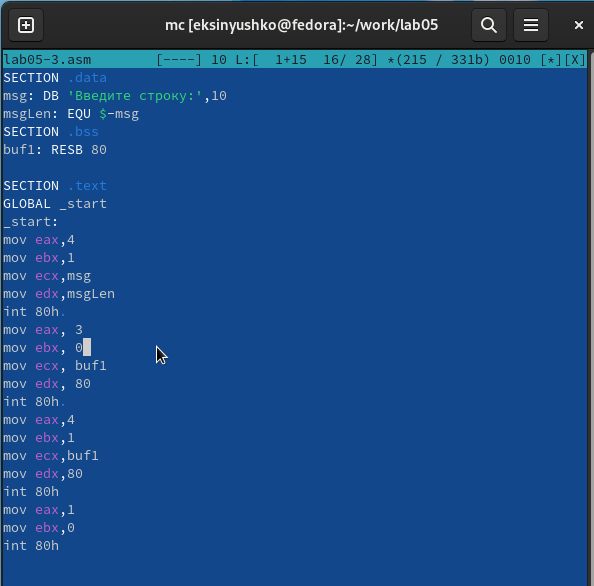 mc [eksinyushko@fedora]:~/work/lab05
lab05-3.asm [----] 10 L:[ 1+15 16/ 28] *(215 / 331b) 0010 [*][X]
SECTION .data
msg: DB 'Введите строку:',10
msgLen: EQU $-msg
SECTION .bss
buf1: RESB 80
SECTION .text
GLOBAL _start
_start:
mov eax,4
mov ebx,1
mov ecx,msg
mov edx,msgLen
int 80h.
mov eax, 3
mov ebx, 0
mov ecx, buf1
mov edx, 80
int 80h.
mov eax,4
mov ebx,1
mov ecx,buf1
mov edx,80
int 80h
mov eax,1
mov ebx,0
int 80h